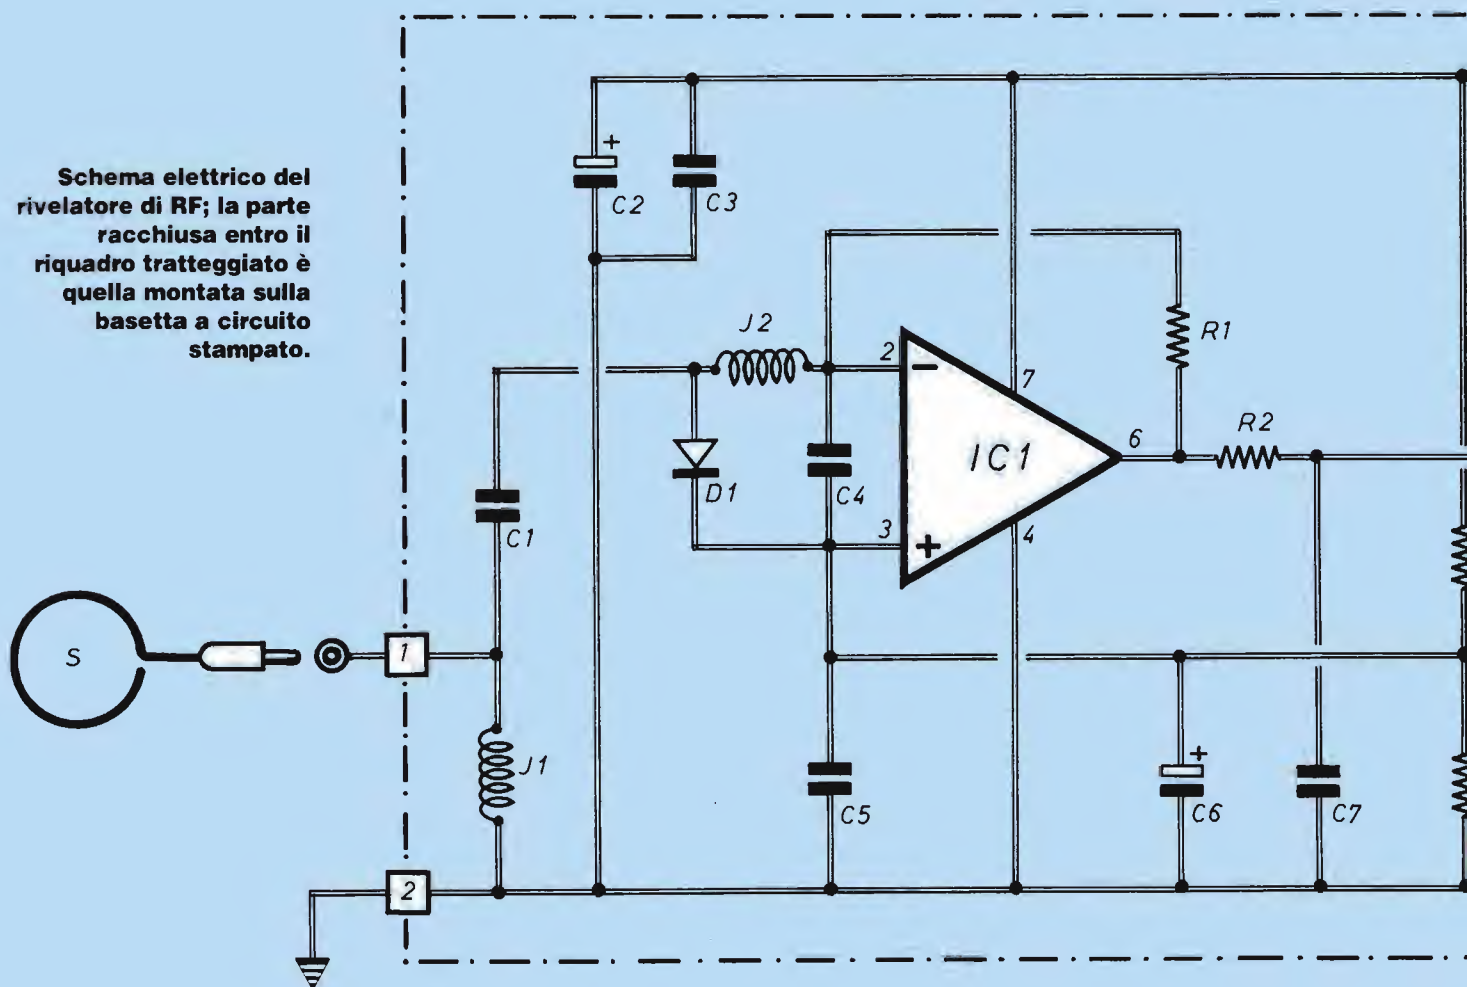 Schema elettrico del
rivelatore di RF; la parte
racchiusa entro il
riquadro tratteggiato è
quella montata sulla
basetta a circuito
stampato.
+
C2
C3
J2
R1
2
7
−
6
R2
IC1
D1
C4
3
+
4
C1
S
1
J1
+
C5
C6
C7
2